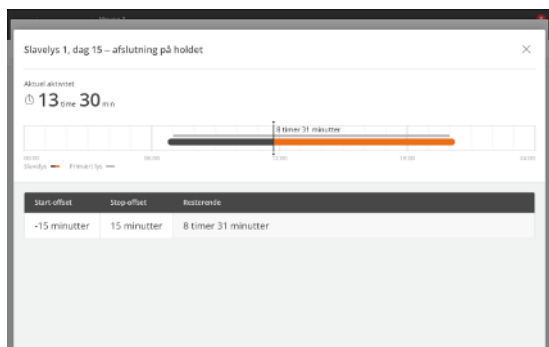 Slavelys 1, dag 15 – afslutning på holdet
Aktuel aktivitet
13 time 30 min
8 timer 31 minutter
00:00 06:00 12:00 18:00 24:00
Slavelys Primært lys
Start-offset Stop-offset Resterende
-15 minutter 15 minutter 8 timer 31 minutter